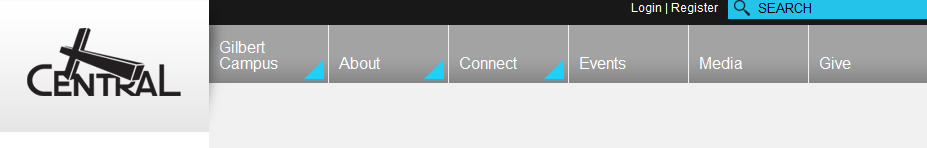 Login | Register
SEARCH
CENTRAL
Gilbert
Campus
About
Connect
Events
Media
Give